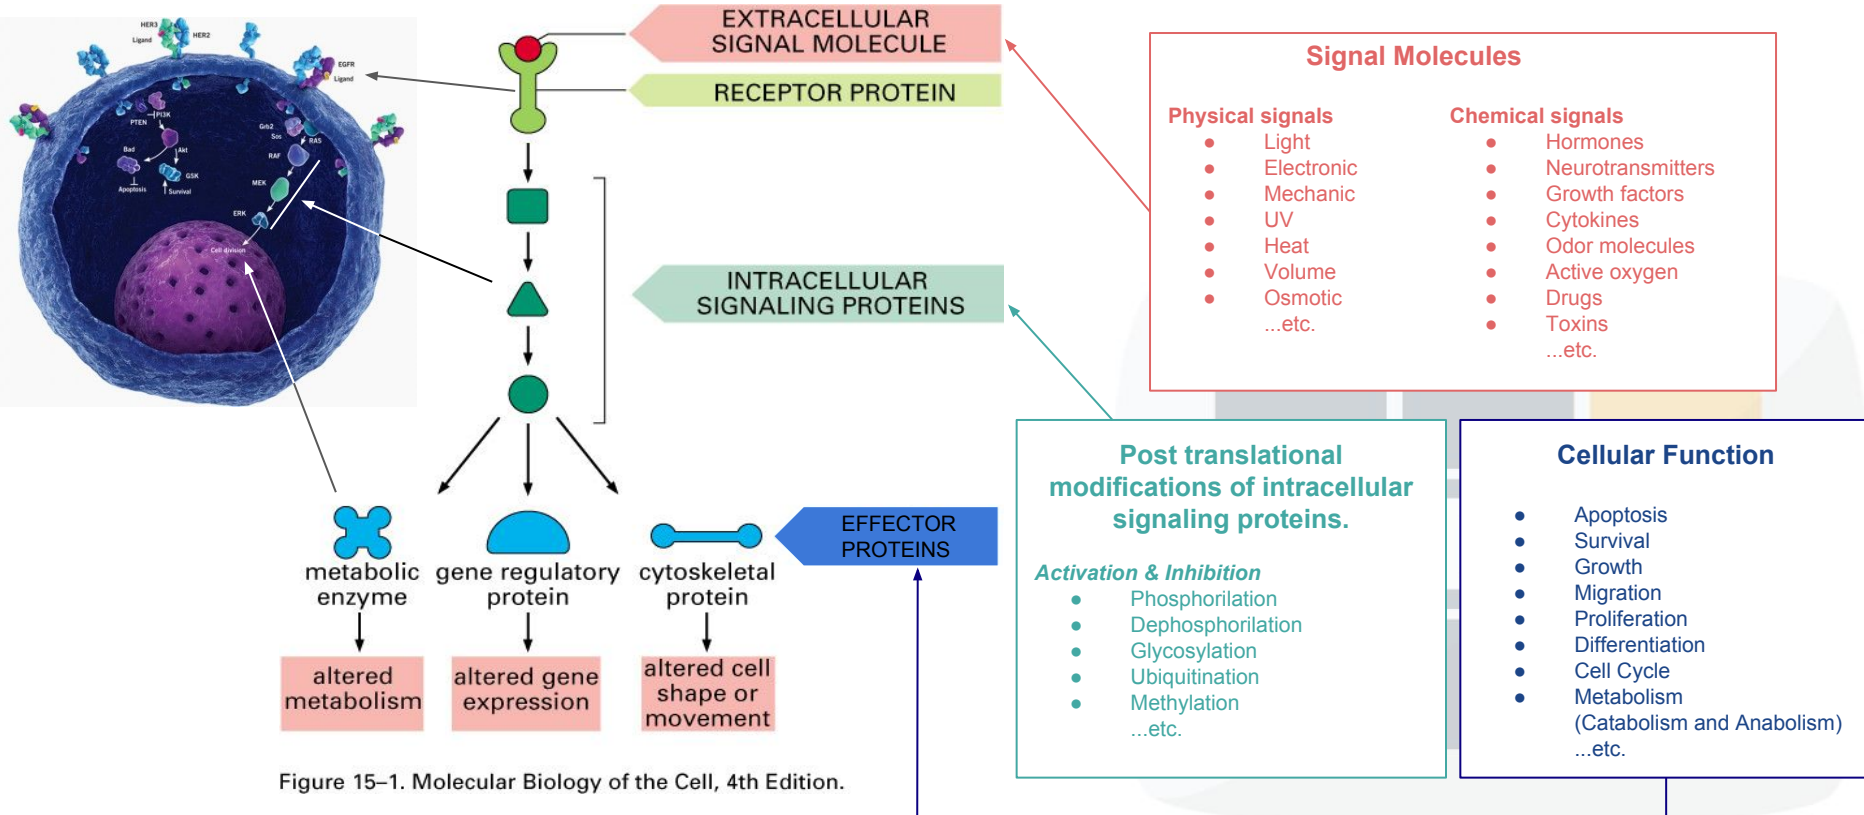 HER3
Ligand
HER2
EGFR
Ligand
PI3K
PTEN
Bad
Akt
GSK
Apoptosis
Survival
Grb2
Sos
RAS
RAF
MEK
ERK
Cell division
EXTRACELLULAR
SIGNAL MOLECULE
RECEPTOR PROTEIN
INTRACELLULAR
SIGNALING PROTEINS
EFFECTOR
PROTEINS
metabolic
enzyme
gene regulatory
protein
cytoskeletal
protein
altered
metabolism
altered gene
expression
altered cell
shape or
movement
Figure 15–1. Molecular Biology of the Cell, 4th Edition.
Signal Molecules
Physical signals
● Light
● Electronic
● Mechanic
● UV
● Heat
● Volume
● Osmotic
...etc.
Chemical signals
● Hormones
● Neurotransmitters
● Growth factors
● Cytokines
● Odor molecules
● Active oxygen
● Drugs
● Toxins
...etc.
Post translational
modifications of intracellular
signaling proteins.
Activation & Inhibition
● Phosphorilation
● Dephosphorilation
● Glycosylation
● Ubiquitination
● Methylation
...etc.
Cellular Function
● Apoptosis
● Survival
● Growth
● Migration
● Proliferation
● Differentiation
● Cell Cycle
● Metabolism
(Catabolism and Anabolism)
...etc.